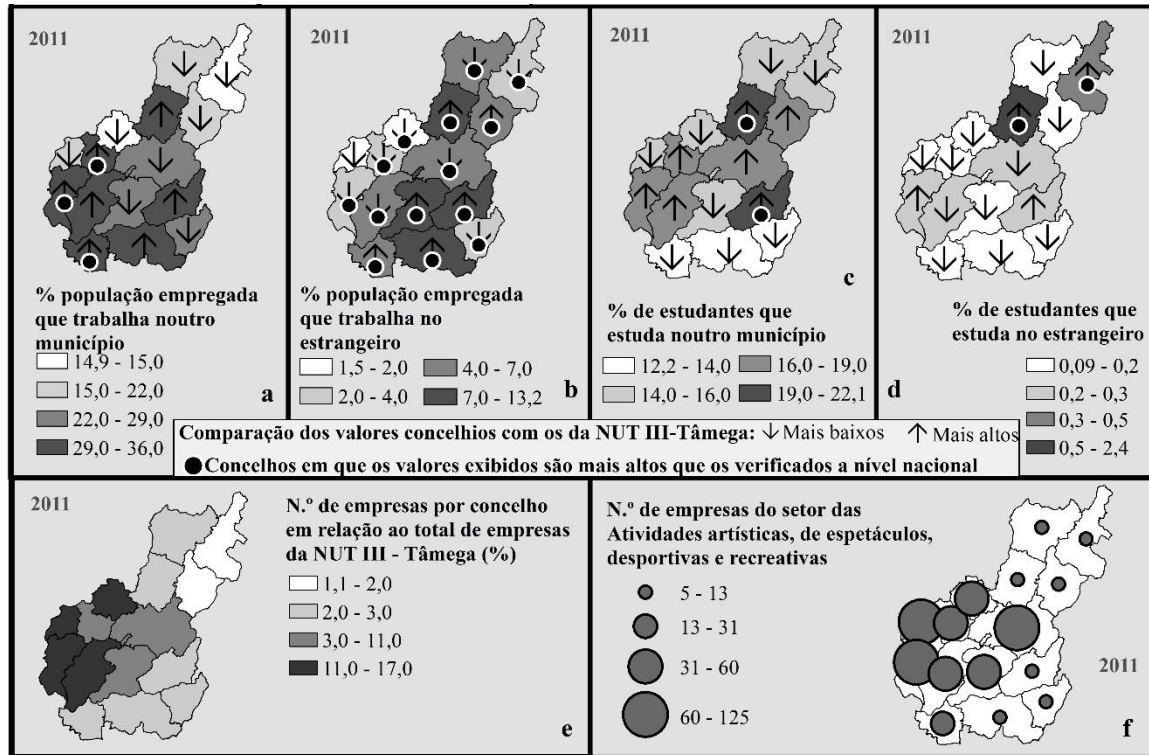 2011
% população empregada
que trabalha noutro
município
14,9 - 15,0
15,0 - 22,0
22,0 - 29,0
29,0 - 36,0
a
2011
% população empregada
que trabalha no
estrangeiro
1,5 - 2,0
4,0 - 7,0
2,0 - 4,0
7,0 - 13,2
b
2011
c
% de estudantes que
estuda noutro município
12,2 - 14,0
16,0 - 19,0
14,0 - 16,0
19,0 - 22,1
2011
% de estudantes que
estuda no estrangeiro
d
0,09 - 0,2
0,2 - 0,3
0,3 - 0,5
0,5 - 2,4
Comparação dos valores concelhios com os da NUT III-Tâmega: ↓ Mais baixos ↑ Mais altos
Concelhos em que os valores exibidos são mais altos que os verificados a nível nacional
2011
N.º de empresas por concelho
em relação ao total de empresas
da NUT III - Tâmega (%)
1,1 - 2,0
2,0 - 3,0
3,0 - 11,0
11,0 - 17,0
e
N.º de empresas do setor das
Atividades artísticas, de espetáculos,
desportivas e recreativas
5 - 13
13 - 31
31 - 60
60 - 125
2011
f